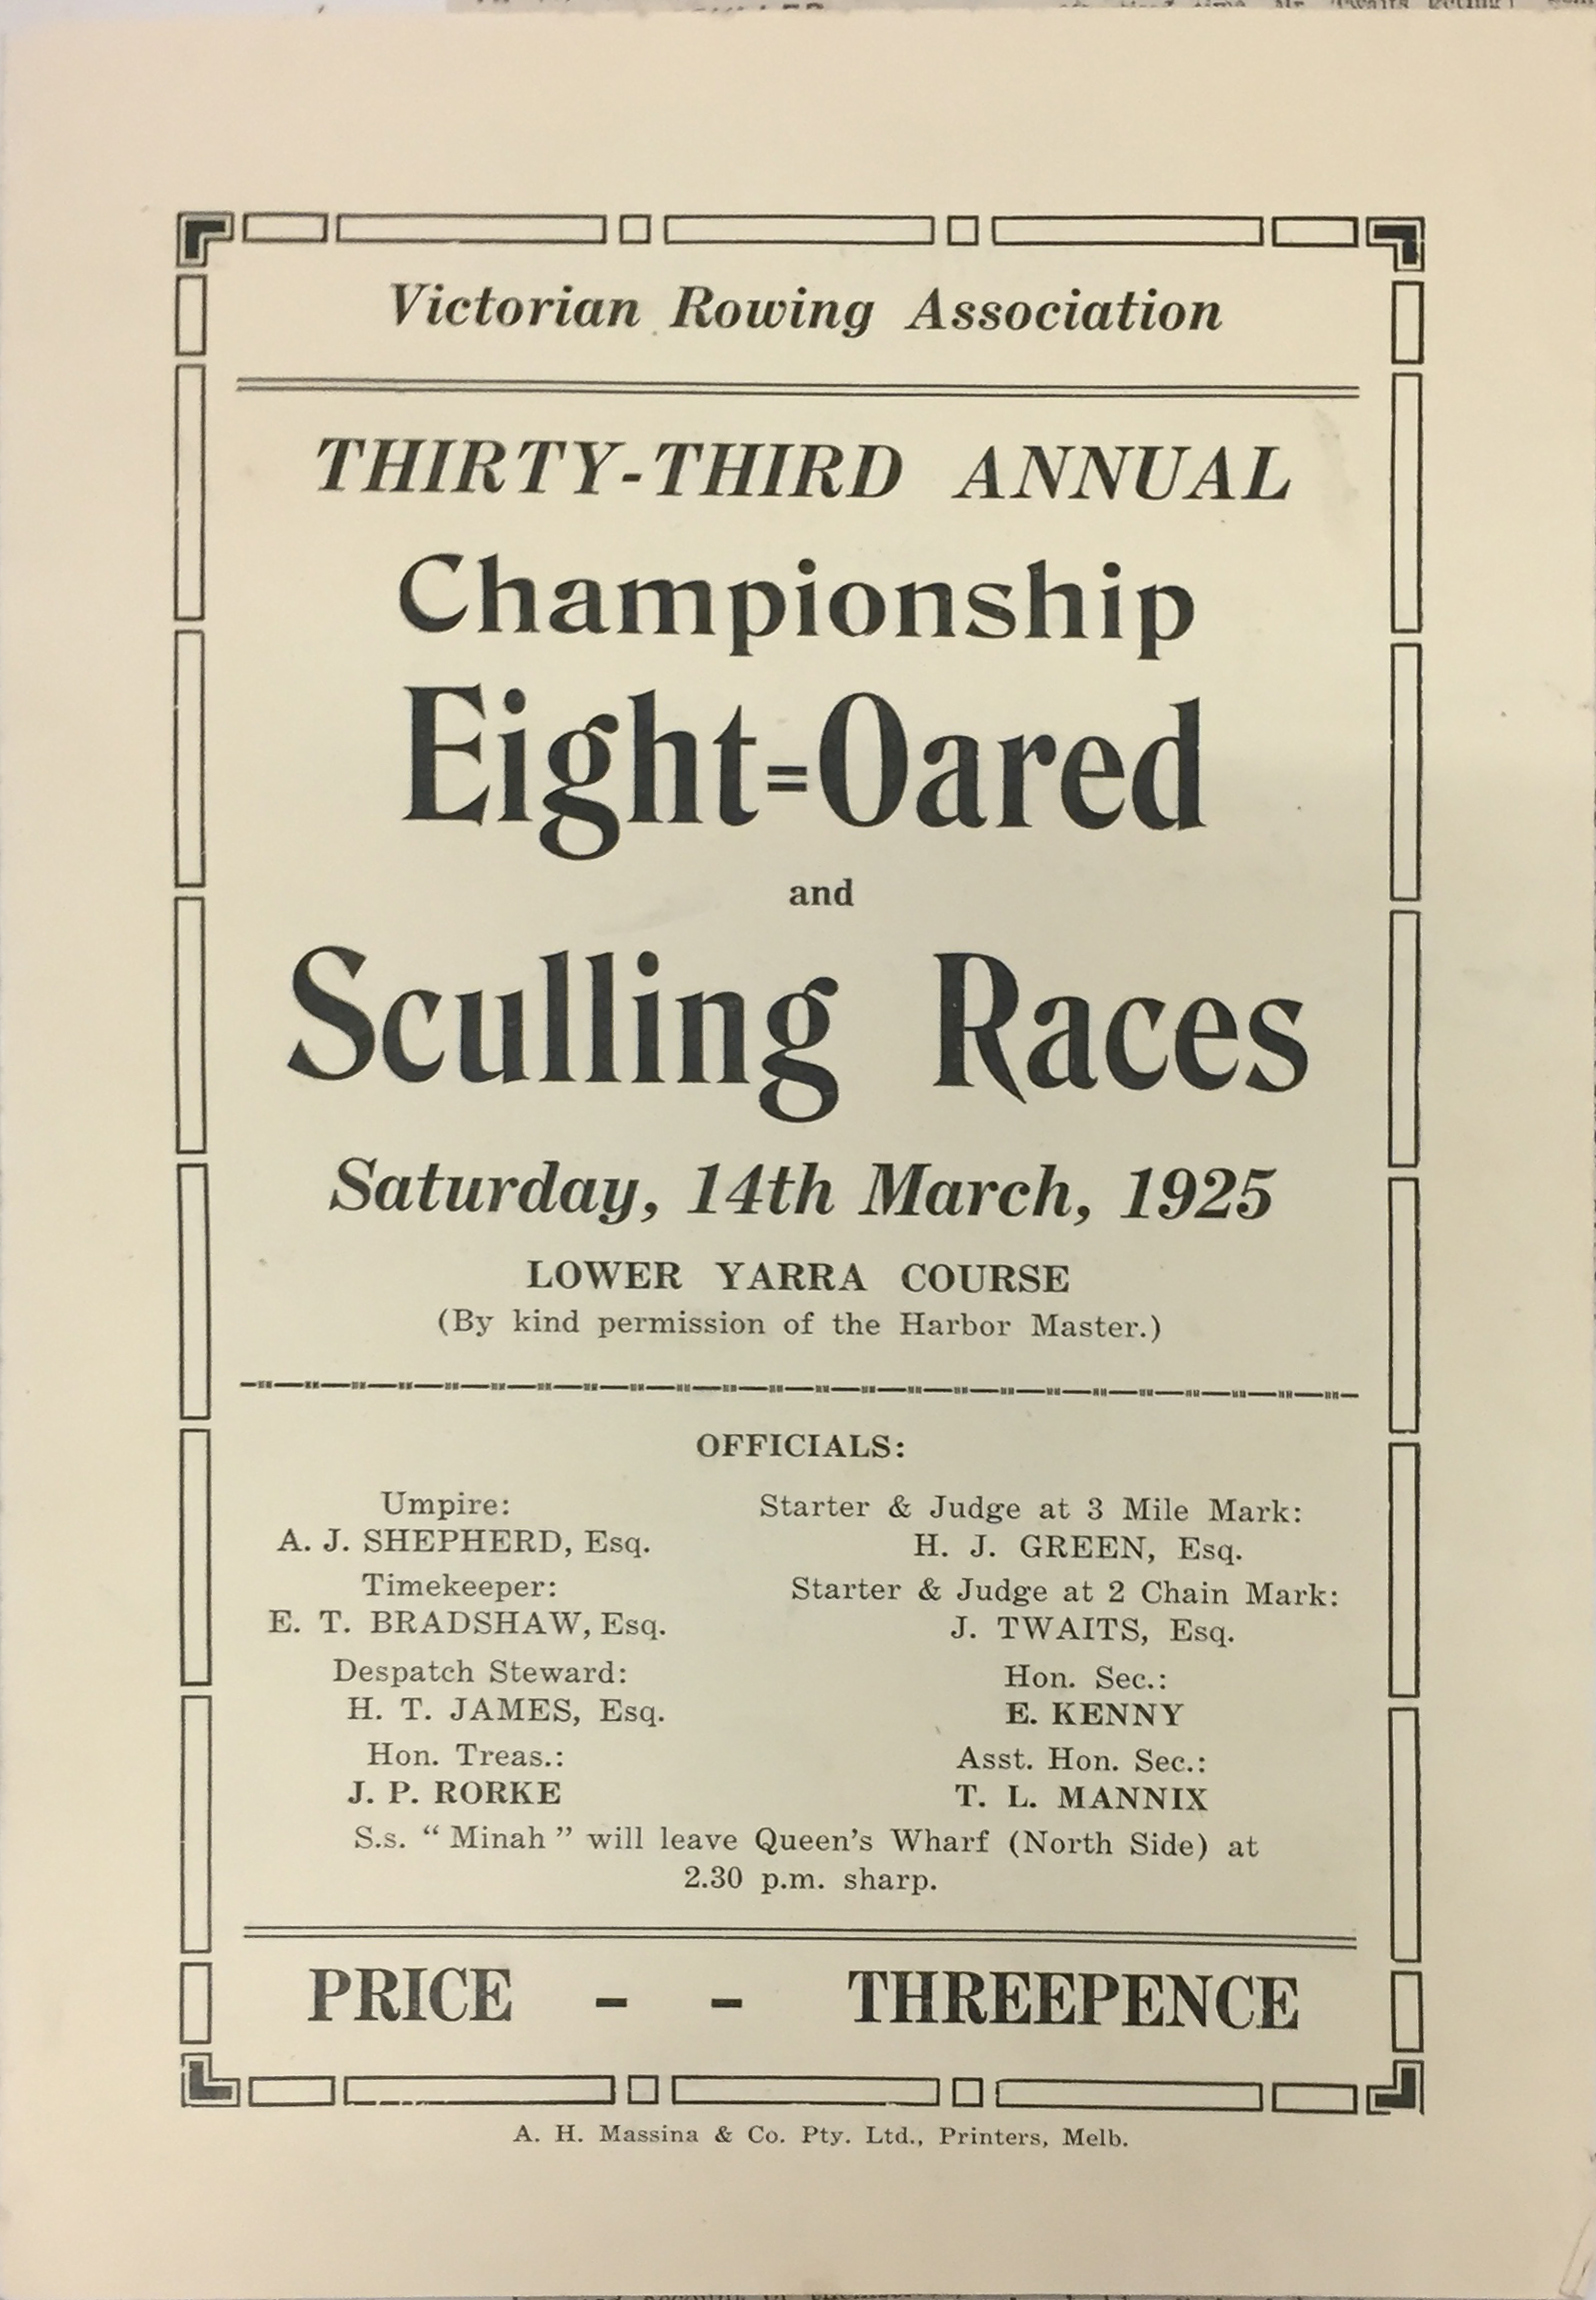 Victorian Rowing Association
THIRTY-THIRD ANNUAL
Championship
Eight=Oared
and
Sculling Races
Saturday, 14th March, 1925
LOWER YARRA COURSE
(By kind permission of the Harbor Master.)
OFFICIALS:
Umpire:
A. J. SHEPHERD, Esq.
Timekeeper:
E. T. BRADSHAW, Esq.
Despatch Steward:
H. T. JAMES, Esq.
Hon. Treas.:
J. P. RORKE
Starter & Judge at 3 Mile Mark:
H. J. GREEN, Esq.
Starter & Judge at 2 Chain Mark:
J. TWAITS, Esq.
Hon. Sec.:
E. KENNY
Asst. Hon. Sec.:
T. L. MANNIX
S.s. “Minah” will leave Queen's Wharf (North Side) at
2.30 p.m. sharp.
PRICE - - THREEPENCE
A. H. Massina & Co. Pty. Ltd., Printers, Melb.